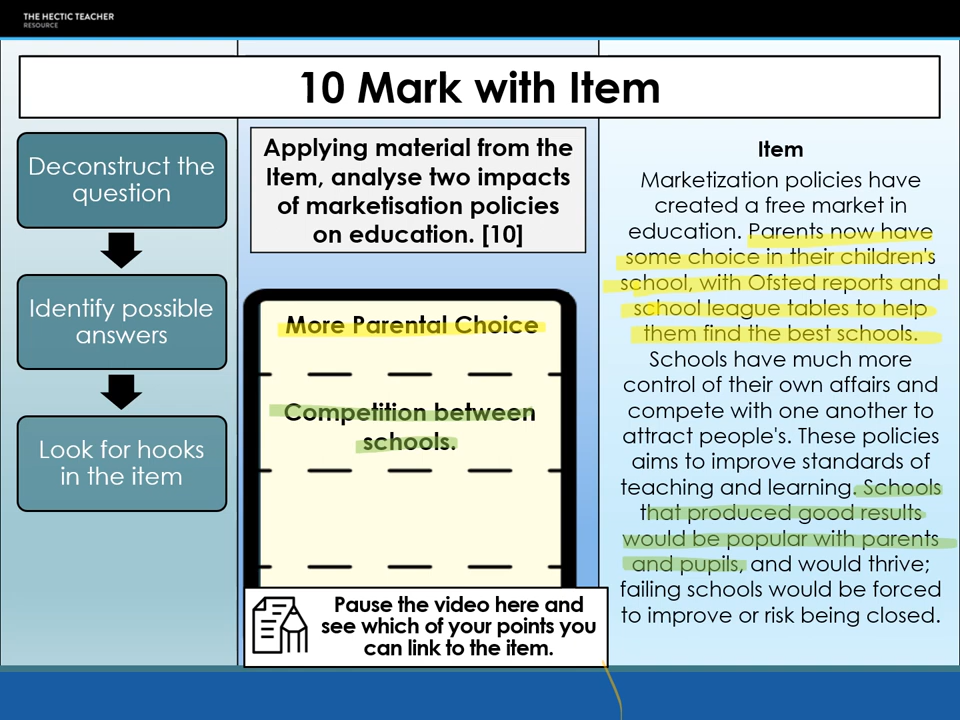 THE HECTIC TEACHER
RESOURCE
10 Mark with Item
Deconstruct the
question
Identify possible
answers
Look for hooks
in the item
Applying material from the
Item, analyse two impacts
of marketisation policies
on education. [10]
More Parental Choice
Competition between
schools.
Pause the video here and
see which of your points you
can link to the item.
Item
Marketization policies have
created a free market in
education. Parents now have
some choice in their children's
school, with Ofsted reports and
school league tables to help
them find the best schools.
Schools have much more
control of their own affairs and
compete with one another to
attract people's. These policies
aims to improve standards of
teaching and learning. Schools
that produced good results
would be popular with parents
and pupils, and would thrive;
failing schools would be forced
to improve or risk being closed.